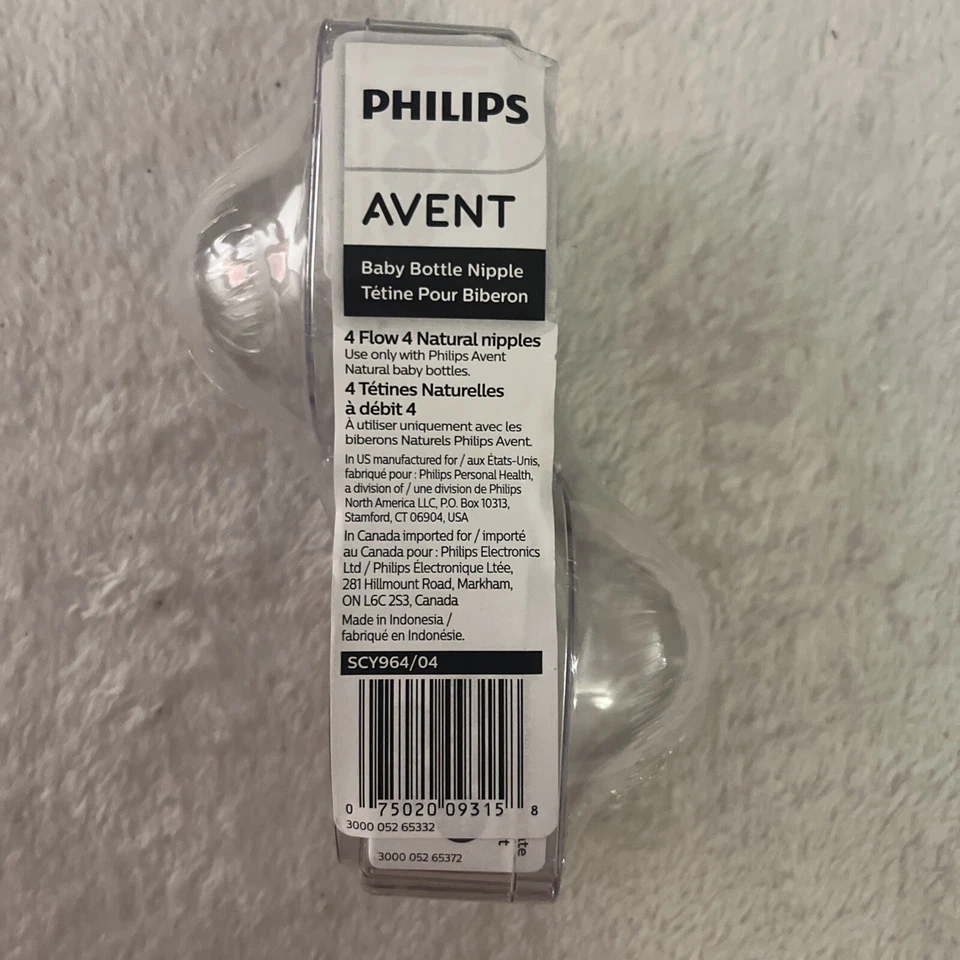 PHILIPS
AVENT
Baby Bottle Nipple
Tétine Pour Biberon
4 Flow 4 Natural nipples
Use only with Philips Avent
Natural baby bottles.
4 Tétines Naturelles
à débit 4
À utiliser uniquement avec les
biberons Naturels Philips Avent.
In US manufactured for / aux États-Unis,
fabriqué pour : Philips Personal Health,
a division of / une division de Philips
North America LLC, P.O. Box 10313,
Stamford, CT 06904, USA
In Canada imported for / importé
au Canada pour : Philips Electronics
Ltd / Philips Électronique Ltée,
281 Hillmount Road, Markham,
ON L6C 2S3, Canada
Made in Indonesia /
fabriqué en Indonésie.
SCY964/04
0 75020 09315 8
3000 052 65332
3000 052 65372